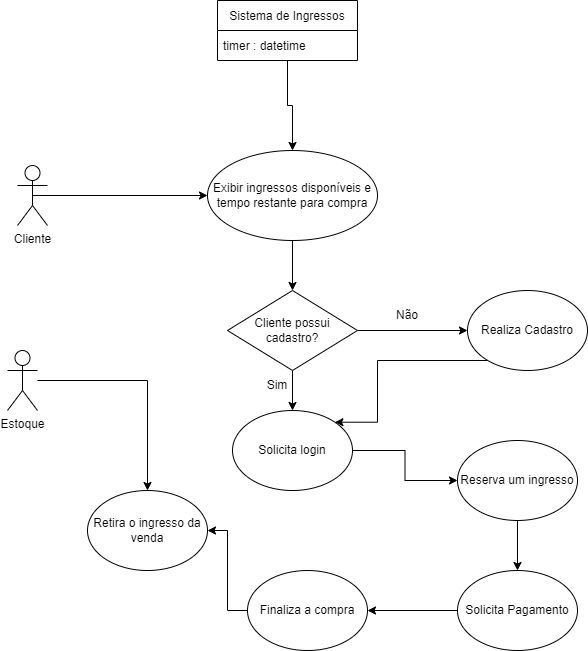 Sistema de Ingressos
timer : datetime
Exibir ingressos disponíveis e
tempo restante para compra
Cliente
Cliente possui
cadastro?
Não
Realiza Cadastro
Sim
Estoque
Solicita login
Reserva um ingresso
Retira o ingresso da
venda
Finaliza a compra
Solicita Pagamento